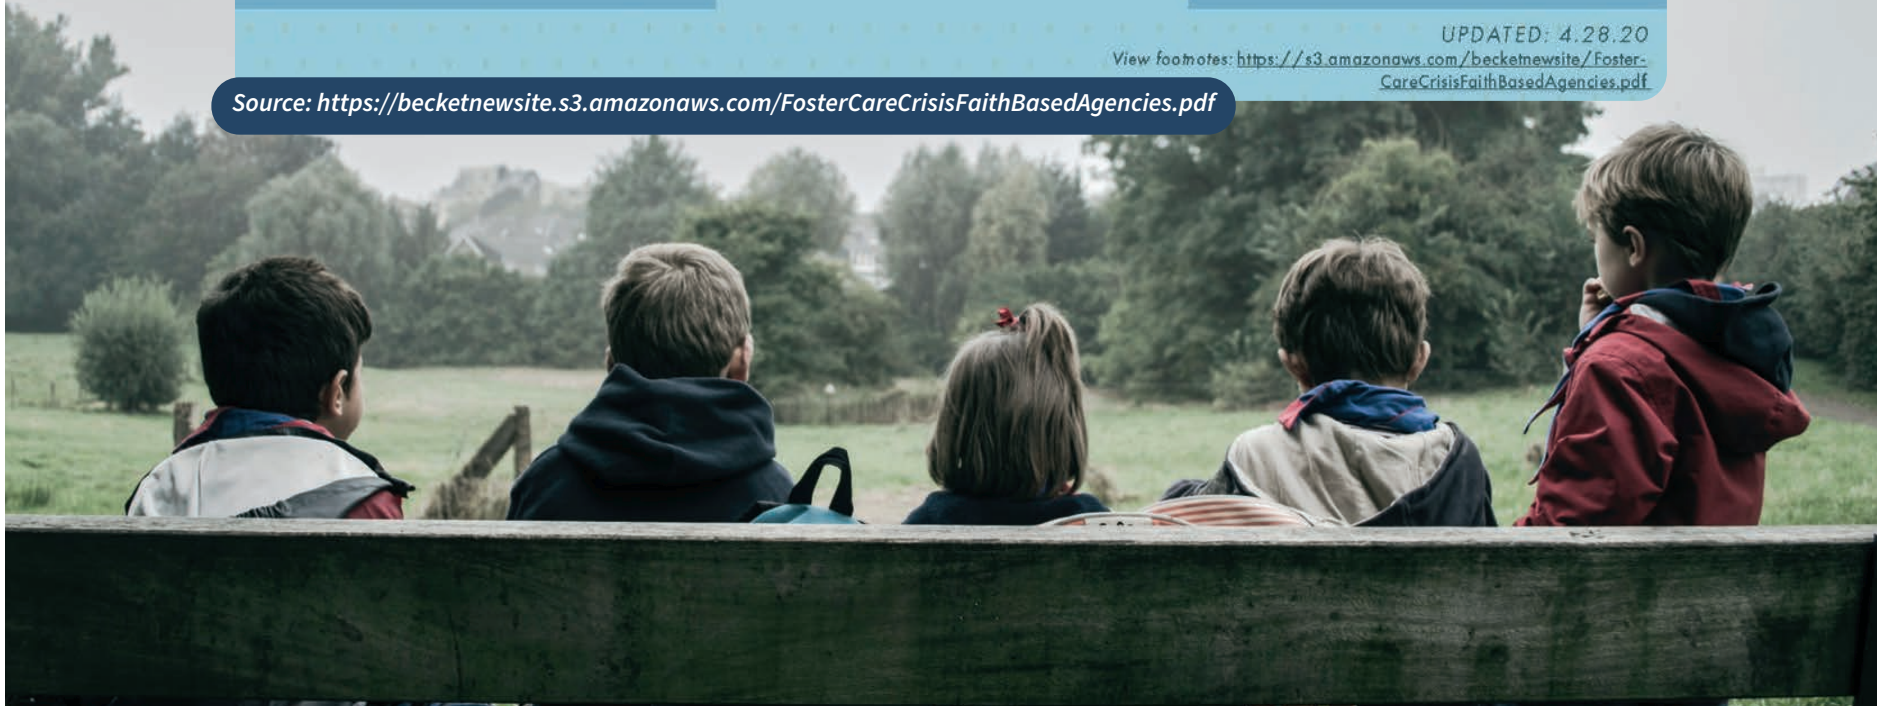 UPDATED: 4.28.20
View footnotes: https://s3.amazonaws.com/becketnewsite/Foster-
CareCrisisFaithBasedAgencies.pdf
Source: https://becketnewsite.s3.amazonaws.com/FosterCareCrisisFaithBasedAgencies.pdf